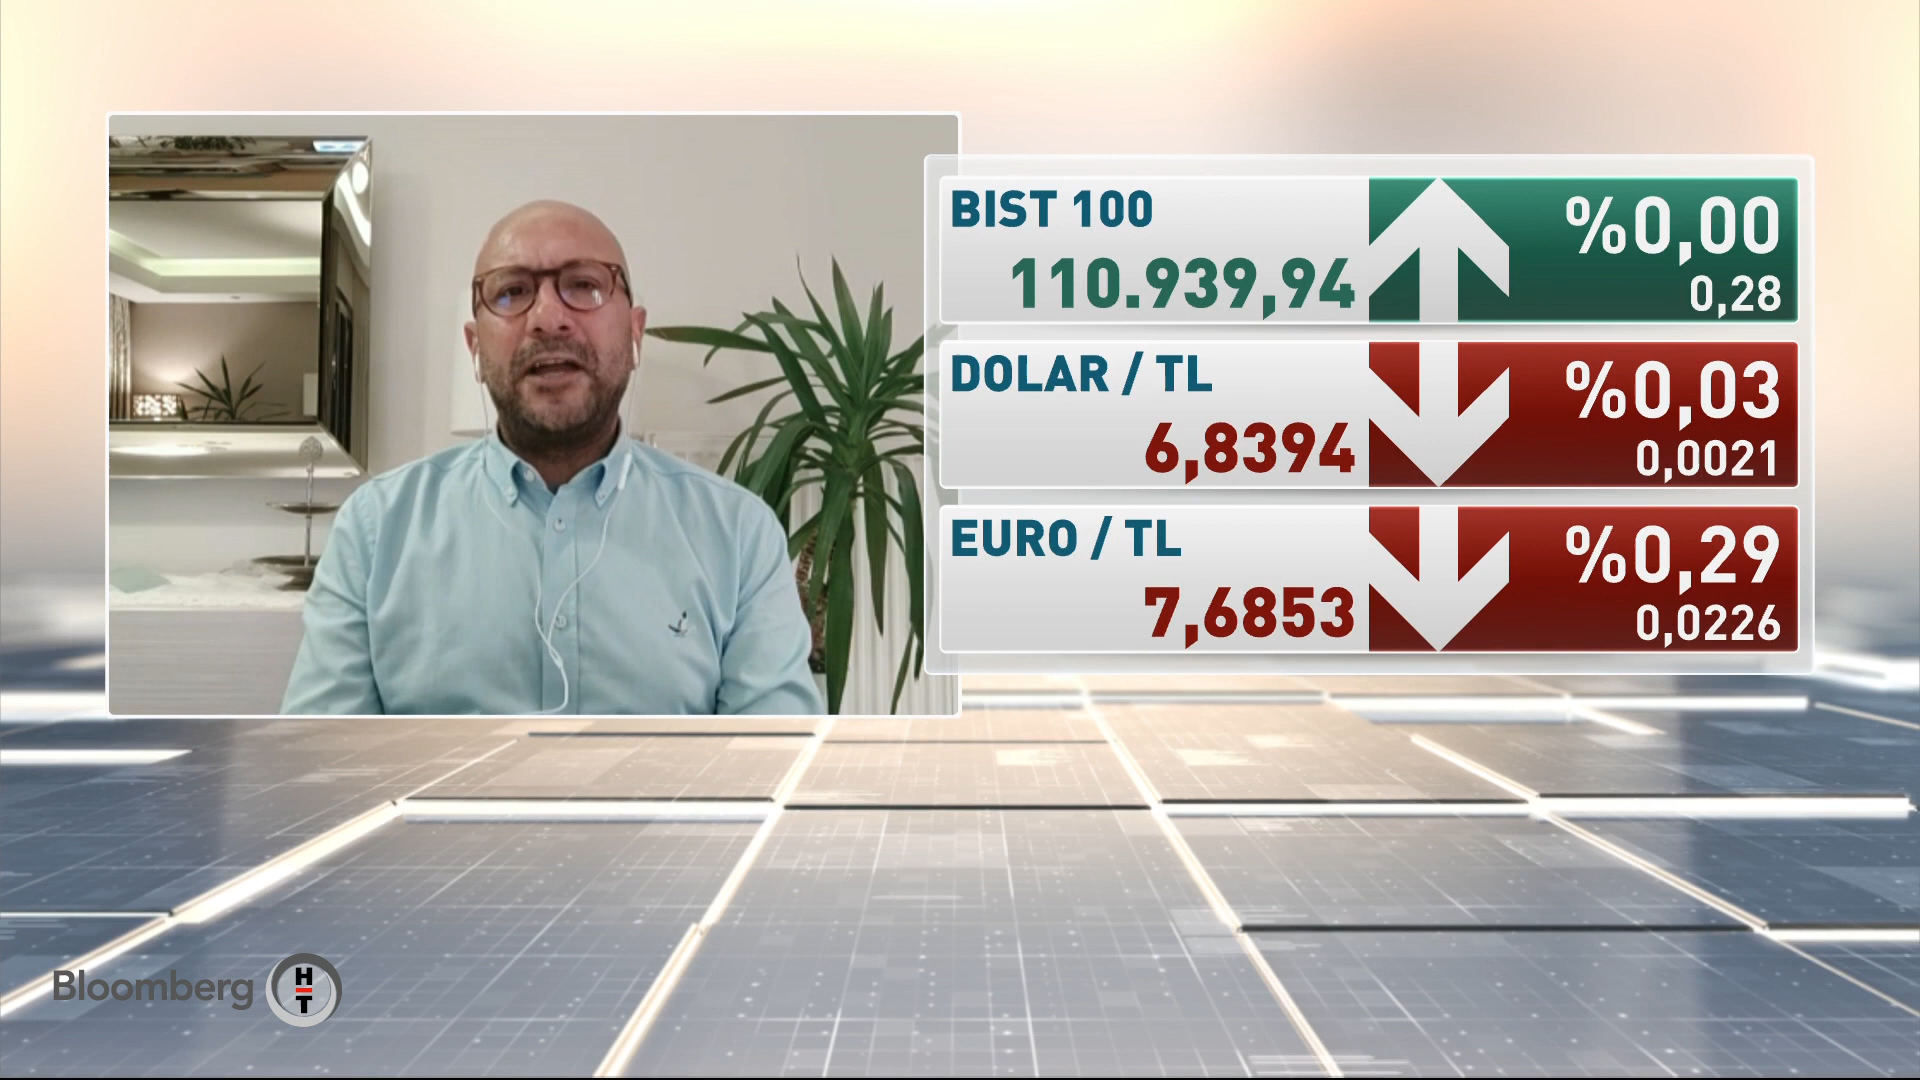 BIST 100
110.939,94
%0,00
0,28
DOLAR / TL
6,8394
%0,03
0,0021
EURO / TL
7,6853
%0,29
0,0226
Bloomberg HT